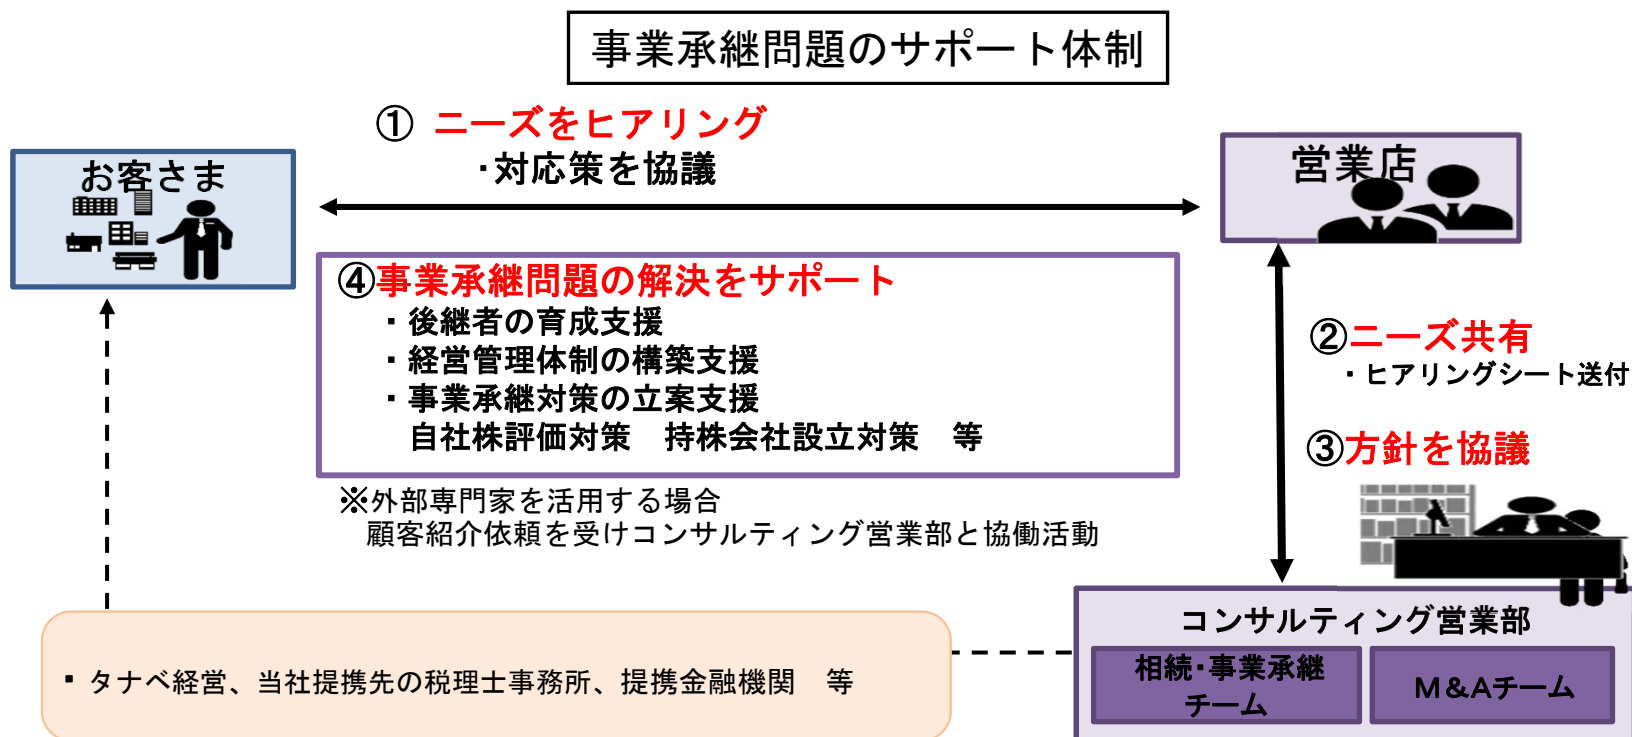 事業承継問題のサポート体制
① ニーズをヒアリング
・対応策を協議
お客さま
営業店
④事業承継問題の解決をサポート
・後継者の育成支援
・経営管理体制の構築支援
・事業承継対策の立案支援
自社株評価対策　持株会社設立対策　等
②ニーズ共有
・ヒアリングシート送付
③方針を協議
※外部専門家を活用する場合
顧客紹介依頼を受けコンサルティング営業部と協働活動
コンサルティング営業部
相続・事業承継
チーム
M&Aチーム
▪ タナベ経営、当社提携先の税理士事務所、提携金融機関　等